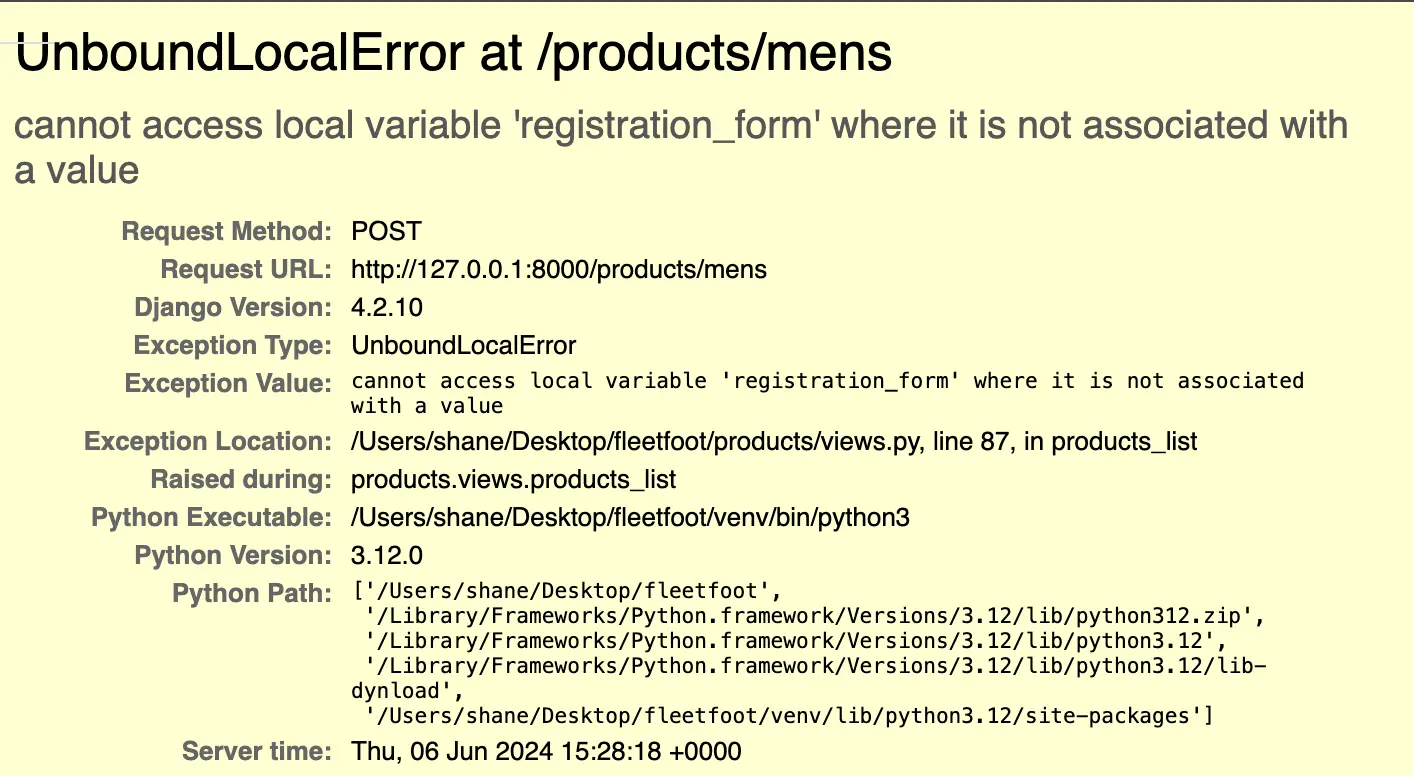 UnboundLocalError at /products/mens
cannot access local variable 'registration_form' where it is not associated with
a value
Request Method: POST
Request URL: http://127.0.0.1:8000/products/mens
Django Version: 4.2.10
Exception Type: UnboundLocalError
Exception Value: cannot access local variable 'registration_form' where it is not associated
with a value
Exception Location: /Users/shane/Desktop/fleetfoot/products/views.py, line 87, in products_list
Raised during: products.views.products_list
Python Executable: /Users/shane/Desktop/fleetfoot/venv/bin/python3
Python Version: 3.12.0
Python Path: ['/Users/shane/Desktop/fleetfoot',
'/Library/Frameworks/Python.framework/Versions/3.12/lib/python312.zip',
'/Library/Frameworks/Python.framework/Versions/3.12/lib/python3.12',
'/Library/Frameworks/Python.framework/Versions/3.12/lib/python3.12/lib-
dynload',
'/Users/shane/Desktop/fleetfoot/venv/lib/python3.12/site-packages']
Server time: Thu, 06 Jun 2024 15:28:18 +0000